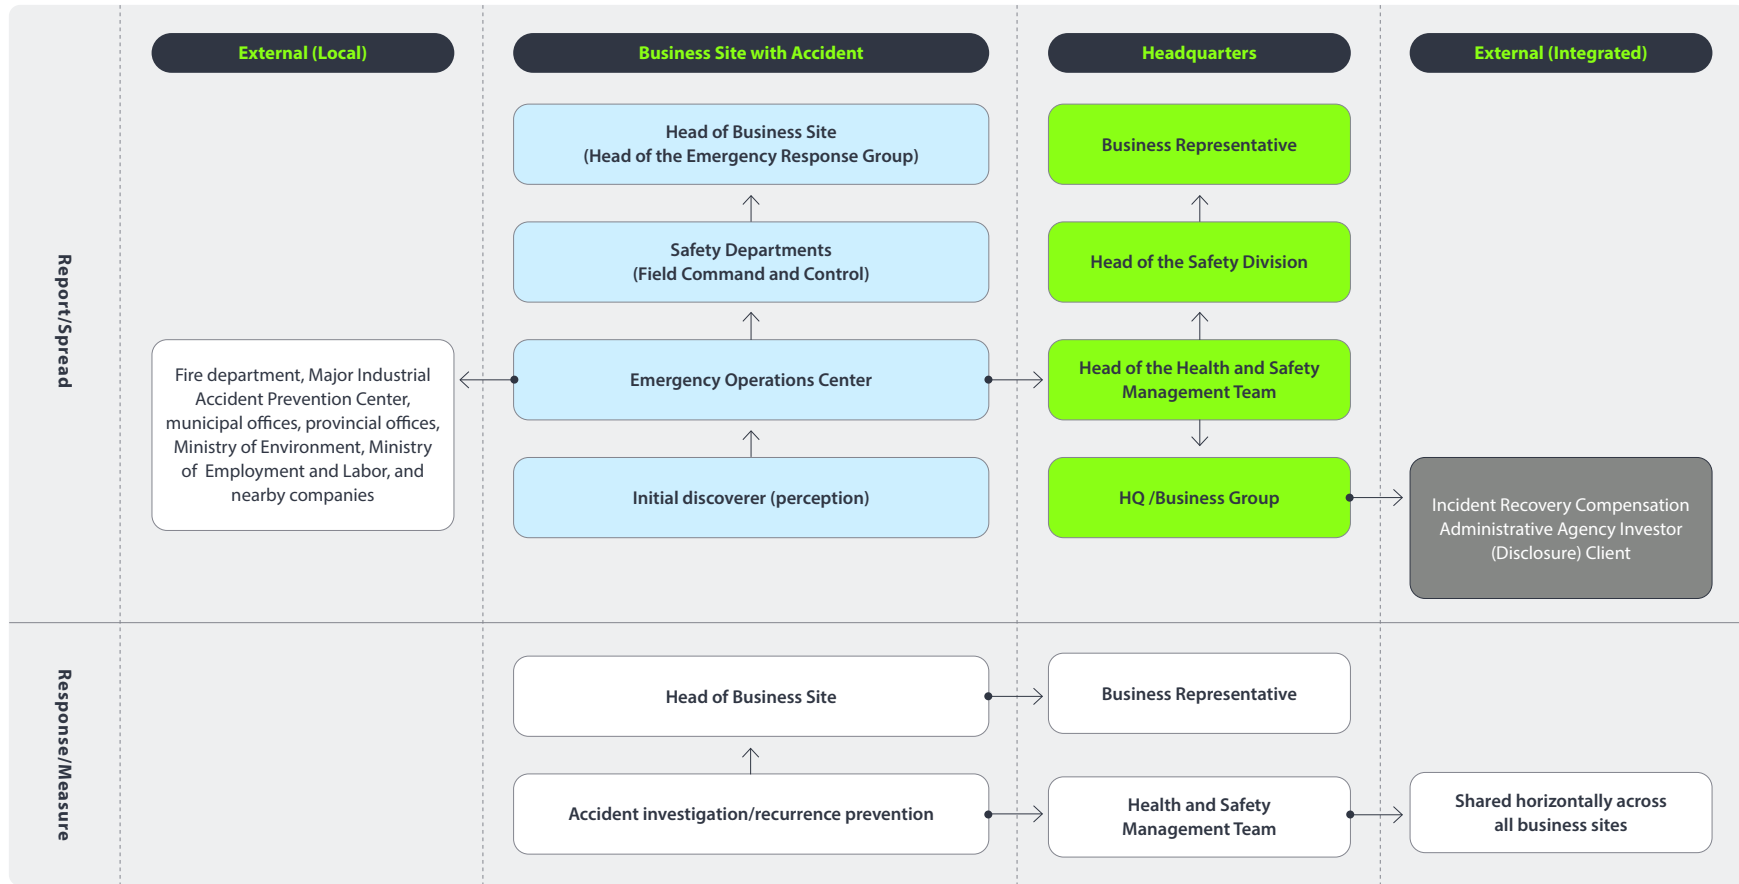 External (Local)
Business Site with Accident
Headquarters
External (Integrated)
Report/Spread
Head of Business Site
(Head of the Emergency Response Group)
Business Representative
Safety Departments
(Field Command and Control)
Head of the Safety Division
Fire department, Major Industrial
Accident Prevention Center,
municipal offices, provincial offices,
Ministry of Environment, Ministry
of Employment and Labor, and
nearby companies
Emergency Operations Center
Head of the Health and Safety
Management Team
Initial discoverer (perception)
HQ /Business Group
Incident Recovery Compensation
Administrative Agency Investor
(Disclosure) Client
Response/Measure
Head of Business Site
Business Representative
Accident investigation/recurrence prevention
Health and Safety
Management Team
Shared horizontally across
all business sites